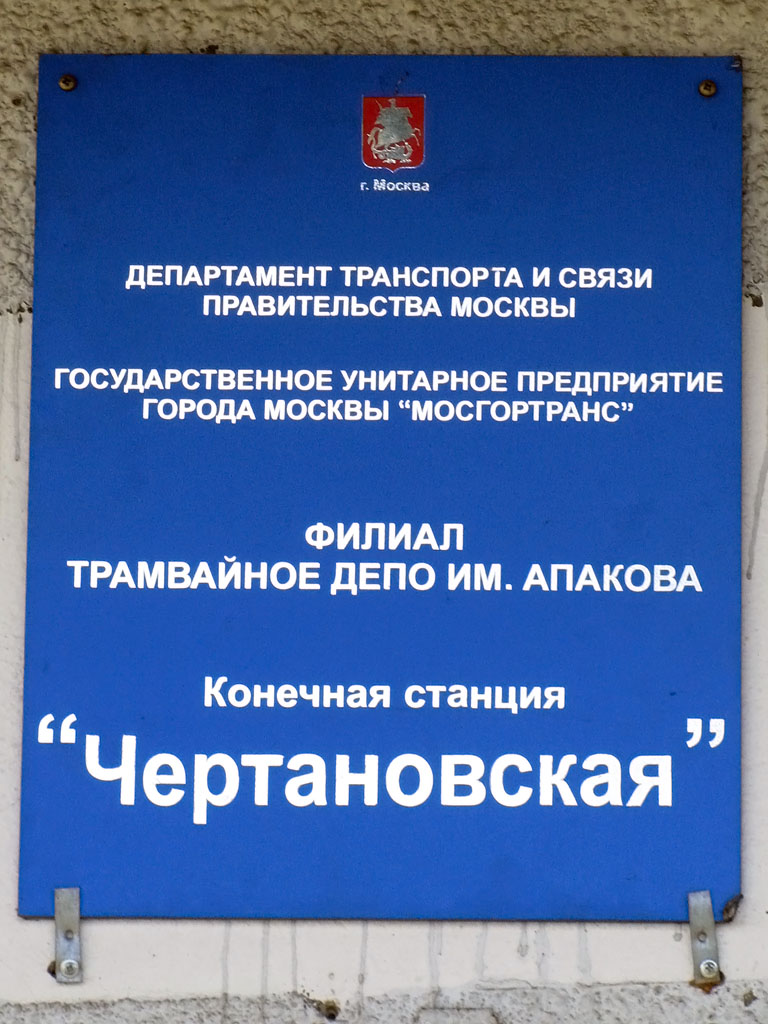 г. Москва
ДЕПАРТАМЕНТ ТРАНСПОРТА И СВЯЗИ
ПРАВИТЕЛЬСТВА МОСКВЫ
ГОСУДАРСТВЕННОЕ УНИТАРНОЕ ПРЕДПРИЯТИЕ
ГОРОДА МОСКВЫ “МОСГОРТРАНС”
ФИЛИАЛ
ТРАМВАЙНОЕ ДЕПО ИМ. АПАКОВА
Конечная станция
“Чертановская”